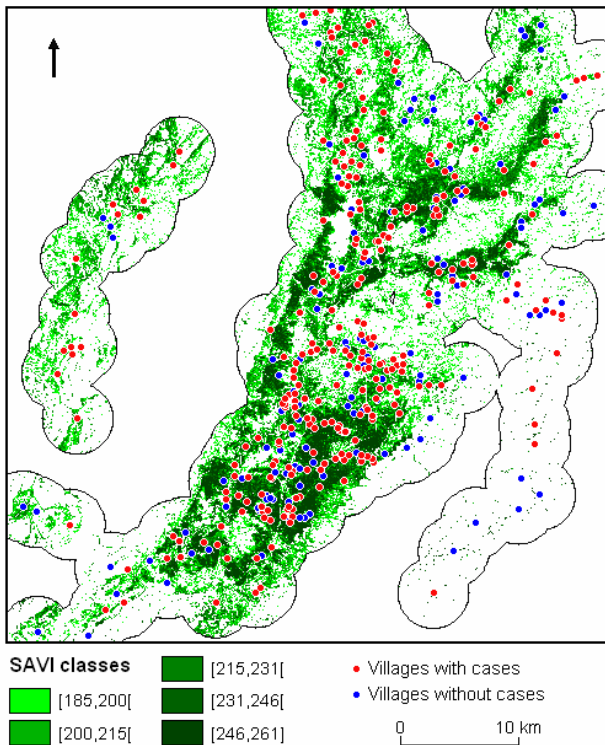 SAVI classes
[185,200[
[200,215[
[215,231[
[231,246[
[246,261]
Villages with cases
Villages without cases
0 10 km